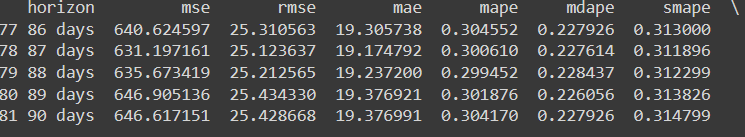 horizon mse rmse mae mape mdape smape \
77 86 days 640.624597 25.310563 19.305738 0.304552 0.227926 0.313000
78 87 days 631.197161 25.123637 19.174792 0.300610 0.227614 0.311896
79 88 days 635.673419 25.212565 19.237200 0.299452 0.228437 0.312299
80 89 days 646.905136 25.434330 19.376921 0.301876 0.226056 0.313826
81 90 days 646.617151 25.428668 19.376991 0.304170 0.227926 0.314799